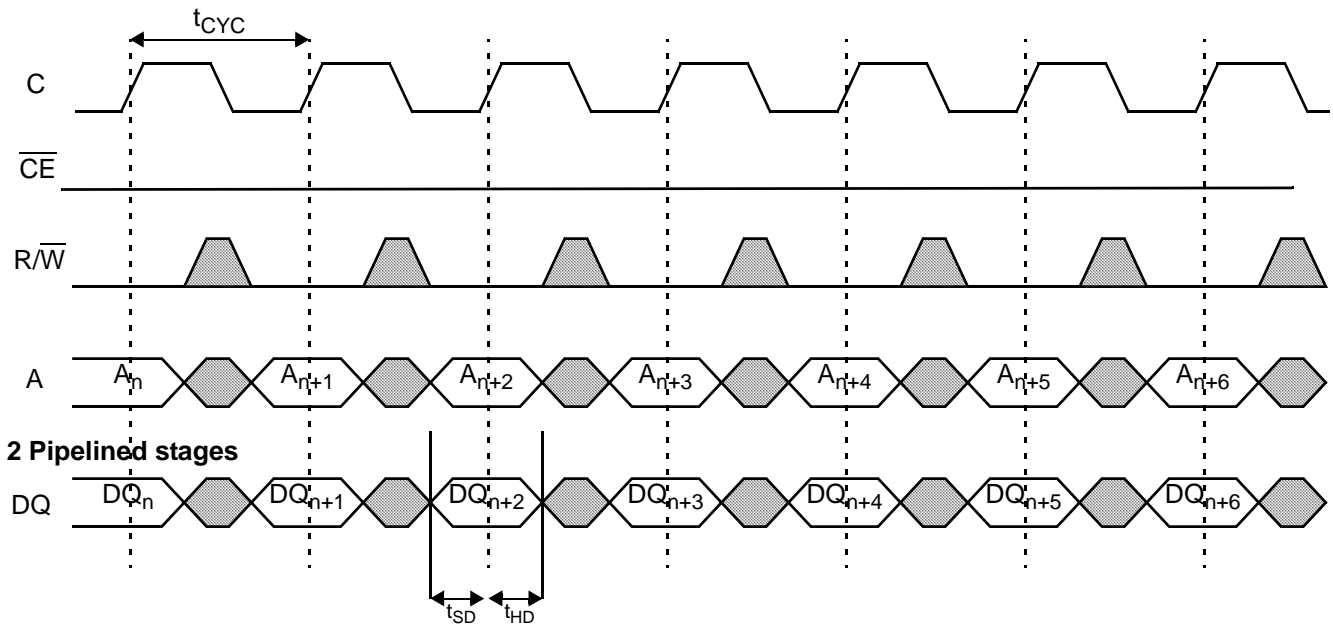 tCYC
C
CE
R/W
A An An+1 An+2 An+3 An+4 An+5 An+6
2 Pipelined stages
DQ DQn DQn+1 DQn+2 DQn+3 DQn+4 DQn+5 DQn+6
tSD tHD